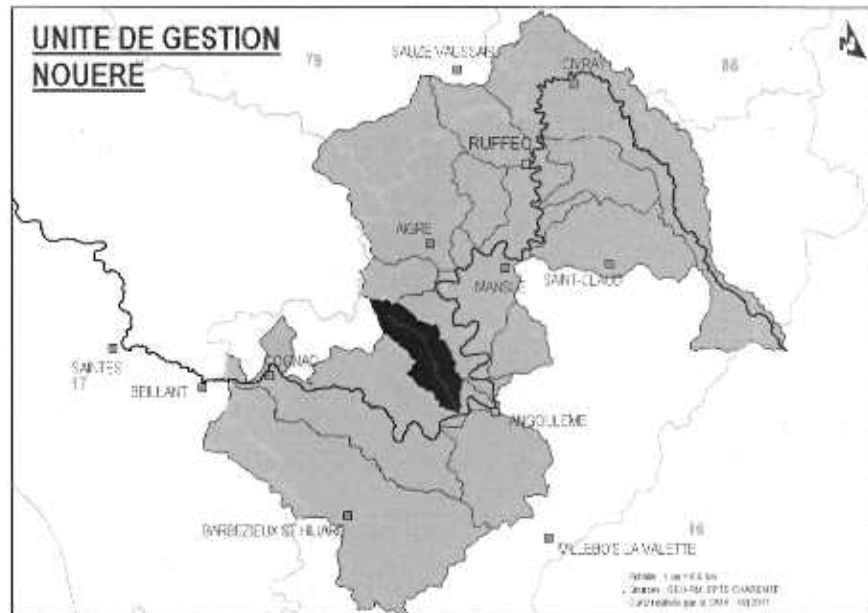 UNITE DE GESTION
NOUERE
N
79
SAUZE VAUSSAIS
CIVRAY
86
RUFFEC
AIGRE
MANSLE
SAINT-CLAUD
SAINTES
17
COGNAC
BEILLANT
ANGOULEME
BARBEZIEUX ST HILAIRE
16
VILLEBOIS LA VALETTE